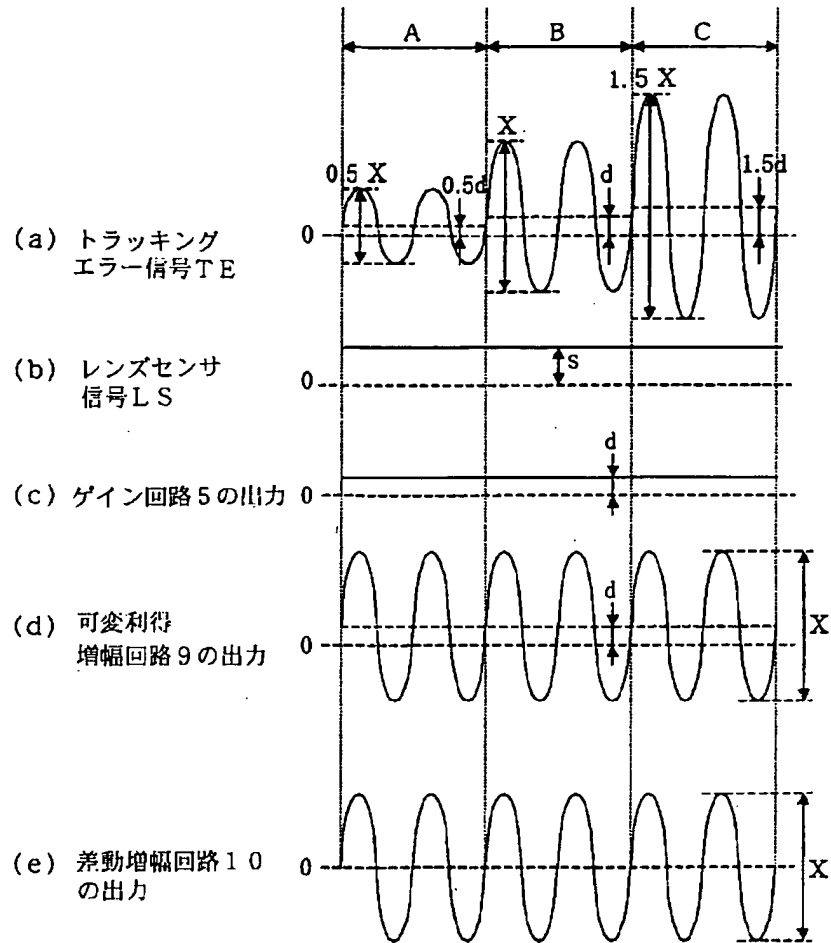 A B C
1.5X
X
0.5X 0.5d d 1.5d
0
(a) トラッキング
エラー信号TE
(b) レンズセンサ
信号LS
0 s
d
(c) ゲイン回路5の出力 0
d
(d) 可変利得
増幅回路9の出力
0 X
(e) 差動増幅回路10
の出力
0 X